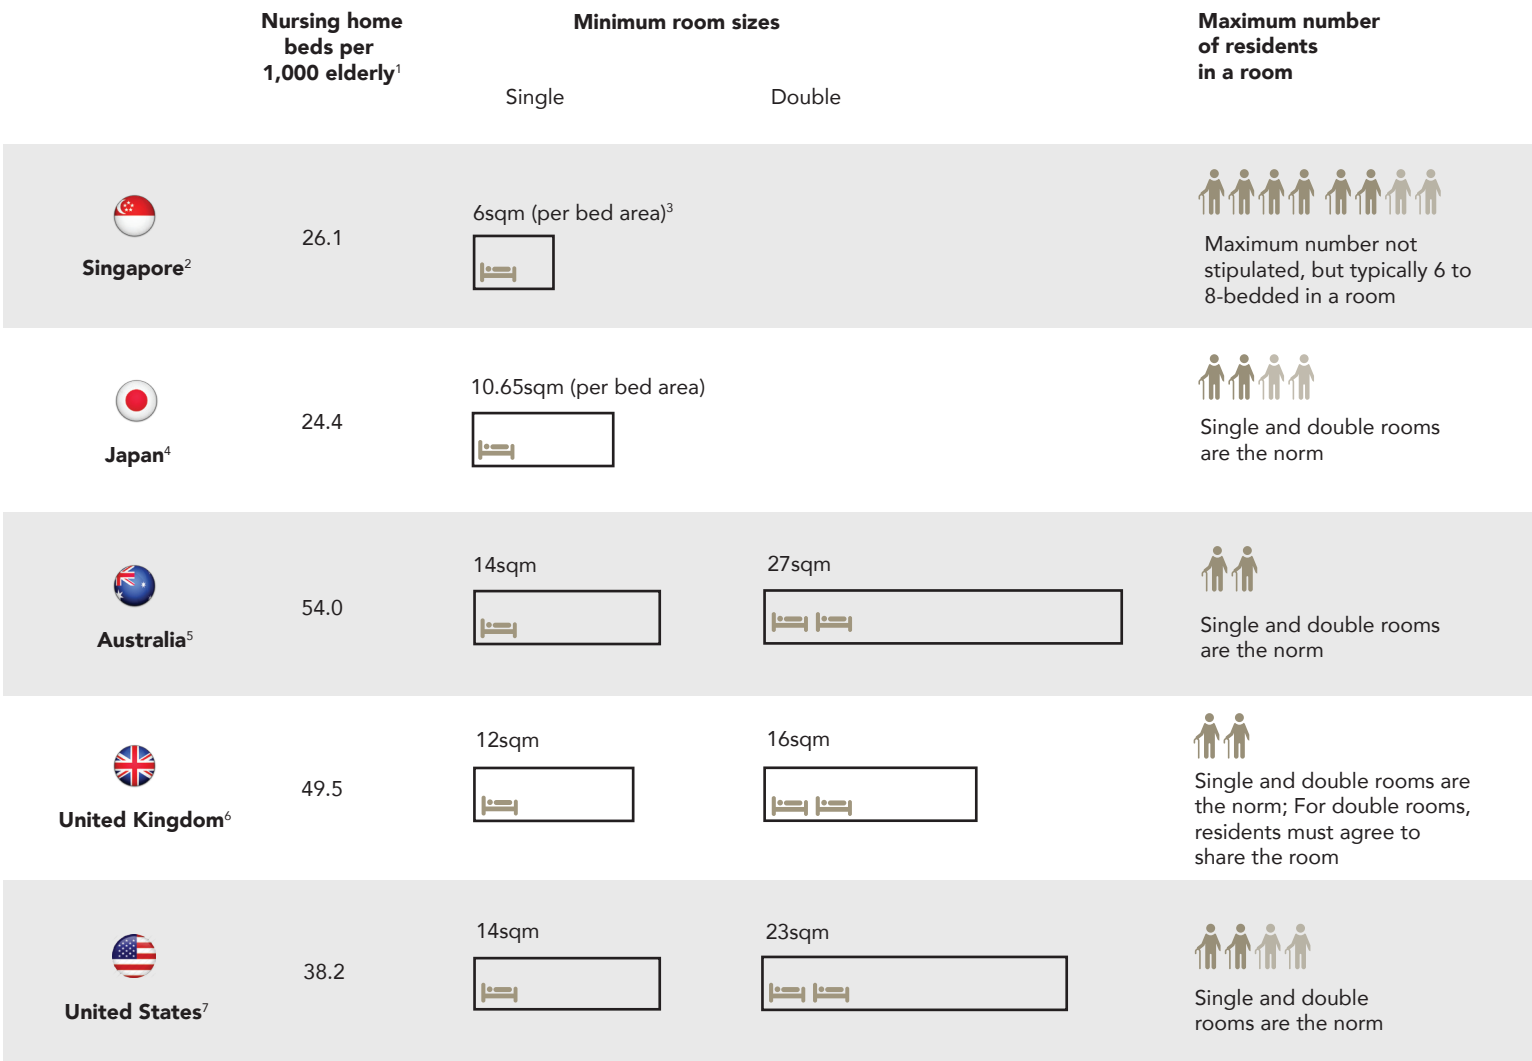 Nursing home
beds per
1,000 elderly¹
Minimum room sizes
Single
Double
Maximum number
of residents
in a room
Singapore²
26.1
6sqm (per bed area)³
Maximum number not
stipulated, but typically 6 to
8-bedded in a room
Japan⁴
24.4
10.65sqm (per bed area)
Single and double rooms
are the norm
Australia⁵
54.0
14sqm
27sqm
Single and double rooms
are the norm
United Kingdom⁶
49.5
12sqm
16sqm
Single and double rooms are
the norm; For double rooms,
residents must agree to
share the room
United States⁷
38.2
14sqm
23sqm
Single and double
rooms are the norm